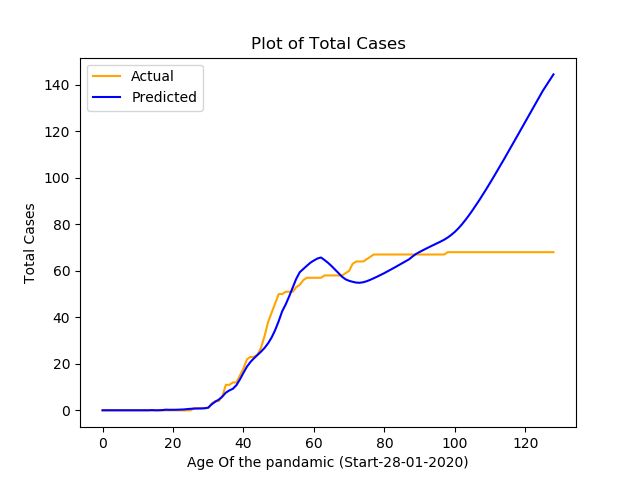 Plot of Total Cases
Actual
Predicted
140
120
100
80
60
40
20
0
Total Cases
0 20 40 60 80 100 120
Age Of the pandamic (Start-28-01-2020)